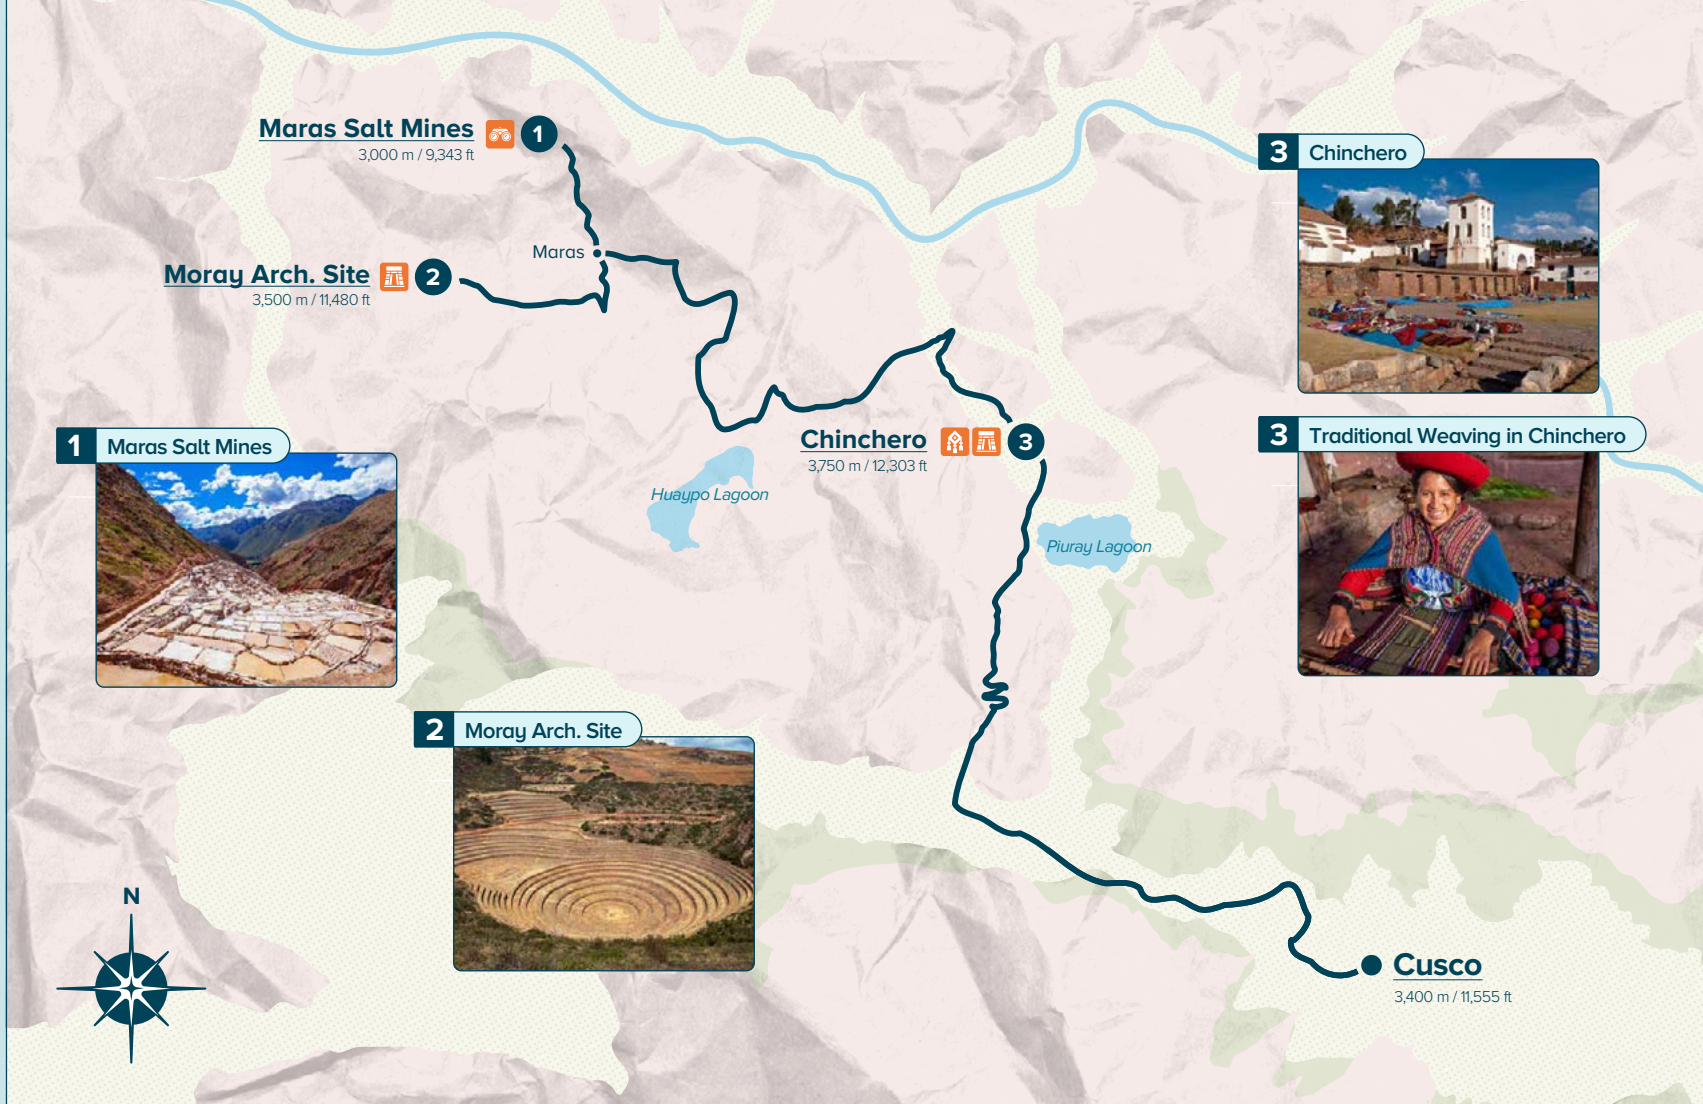 Maras Salt Mines
1
3,000 m / 9,343 ft
3
Chinchero
Maras
Moray Arch. Site
2
3,500 m / 11,480 ft
Chinchero
3
3,750 m / 12,303 ft
3
Traditional Weaving in Chinchero
1
Maras Salt Mines
Huaypo Lagoon
Piuray Lagoon
2
Moray Arch. Site
N
Cusco
3,400 m / 11,555 ft